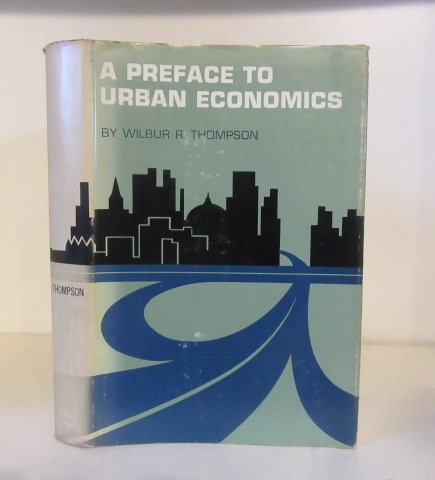 A PREFACE TO
URBAN ECONOMICS
BY WILBUR R. THOMPSON
THOMPSON